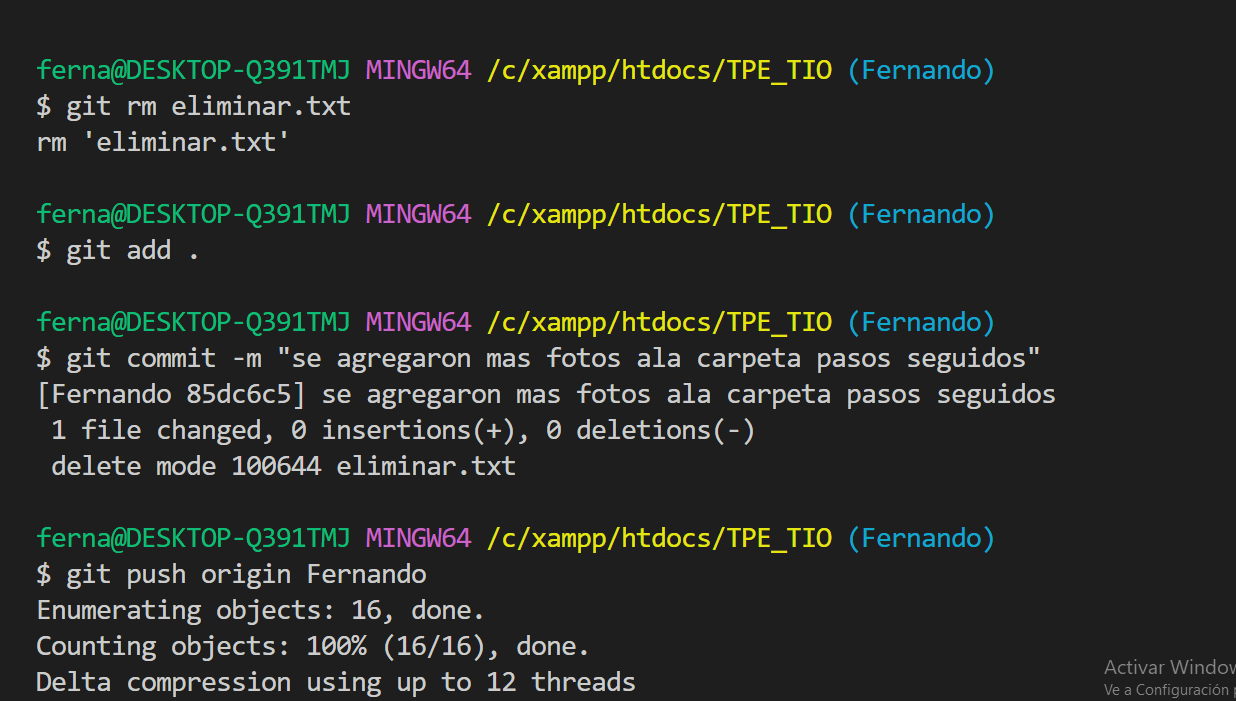 ferna@DESKTOP-Q391TMJ MINGW64 /c/xampp/htdocs/TPE_TIO (Fernando)
$ git rm eliminar.txt
rm 'eliminar.txt'
ferna@DESKTOP-Q391TMJ MINGW64 /c/xampp/htdocs/TPE_TIO (Fernando)
$ git add .
ferna@DESKTOP-Q391TMJ MINGW64 /c/xampp/htdocs/TPE_TIO (Fernando)
$ git commit -m "se agregaron mas fotos ala carpeta pasos seguidos"
[Fernando 85dc6c5] se agregaron mas fotos ala carpeta pasos seguidos
1 file changed, 0 insertions(+), 0 deletions(-)
delete mode 100644 eliminar.txt
ferna@DESKTOP-Q391TMJ MINGW64 /c/xampp/htdocs/TPE_TIO (Fernando)
$ git push origin Fernando
Enumerating objects: 16, done.
Counting objects: 100% (16/16), done.
Delta compression using up to 12 threads
Activar Window
Ve a Configuración